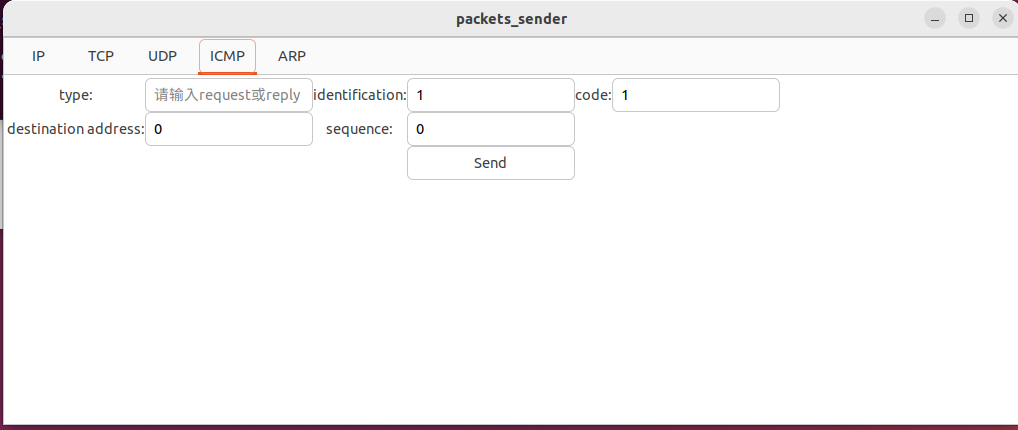 packets_sender
IP TCP UDP ICMP ARP
type: 请输入request或reply identification: 1 code: 1
destination address: 0 sequence: 0
Send